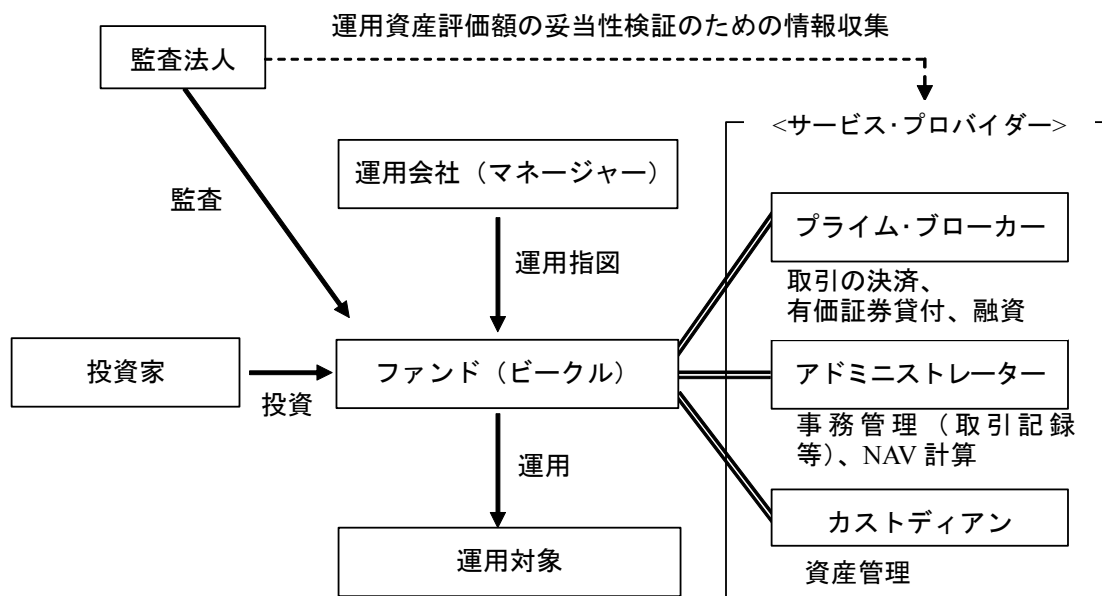 運用資産評価額の妥当性検証のための情報収集
監査法人
<サービス・プロバイダー>
運用会社（マネージャー）
監査
プライム・ブローカー
運用指図
取引の決済、
有価証券貸付、融資
投資家
ファンド（ビークル）
アドミニストレーター
投資
事務管理（取引記録
等）、NAV 計算
運用
カストディアン
運用対象
資産管理